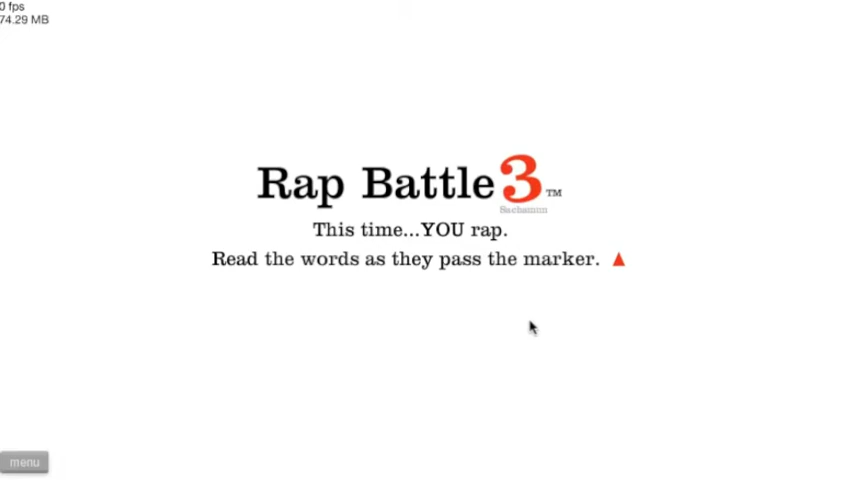 0 fps
74.29 MB
Rap Battle 3 ™
Sachamun
This time...YOU rap.
Read the words as they pass the marker. ▲
menu